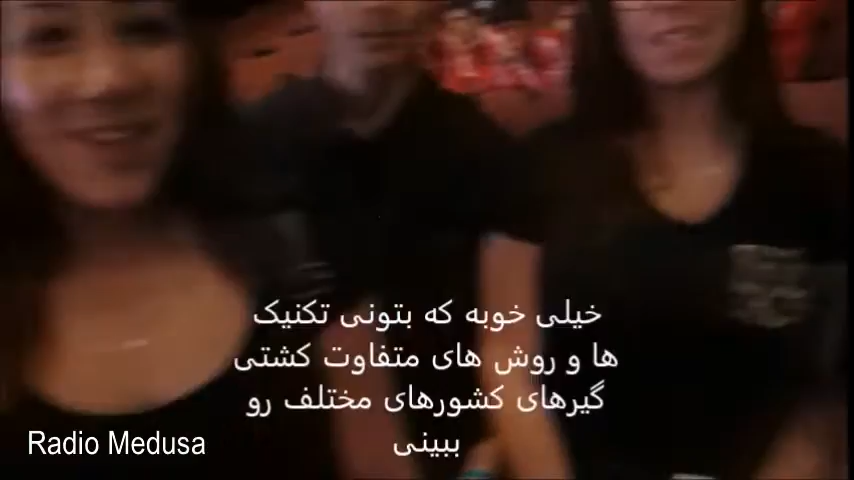 خیلی خوبه که بتونی تکنیک
ها و روش های متفاوت کشتی
گیرهای کشورهای مختلف رو
ببینی
Radio Medusa